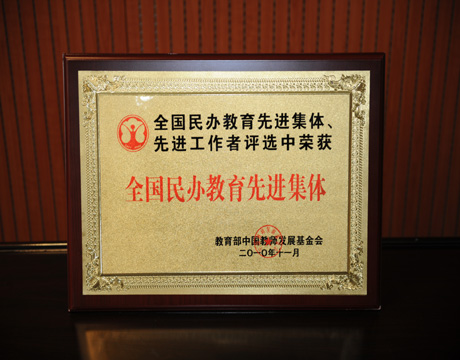 全国民办教育先进集体、
先进工作者评选中荣获
全国民办教育先进集体
教育部中国教师发展基金会
二〇一〇年十一月